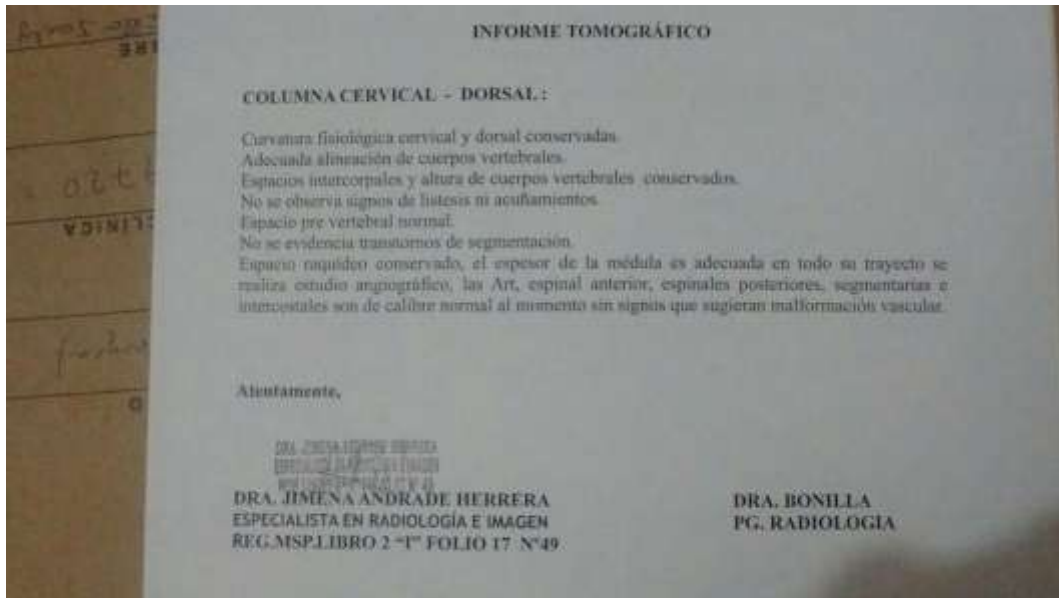 INFORME TOMOGRÁFICO
COLUMNA CERVICAL - DORSAL :
Curvatura fisiológica cervical y dorsal conservadas.
Adecuada alineación de cuerpos vertebrales.
Espacios intercorpales y altura de cuerpos vertebrales conservados.
No se observa signos de listesis ni acuñamientos.
Espacio pre vertebral normal.
No se evidencia transtornos de segmentación.
Espacio raquídeo conservado, el espesor de la médula es adecuada en todo su trayecto se
realiza estudio angiográfico, las Art, espinal anterior, espinales posteriores, segmentarias e
intercostales son de calibre normal al momento sin signos que sugieran malformación vascular.
Atentamente,
DRA. JIMENA ANDRADE HERRERA
ESPECIALISTA EN RADIOLOGÍA E IMAGEN
REG.MSP.LIBRO 2 “I” FOLIO 17 Nº49
DRA. BONILLA
PG. RADIOLOGÍA